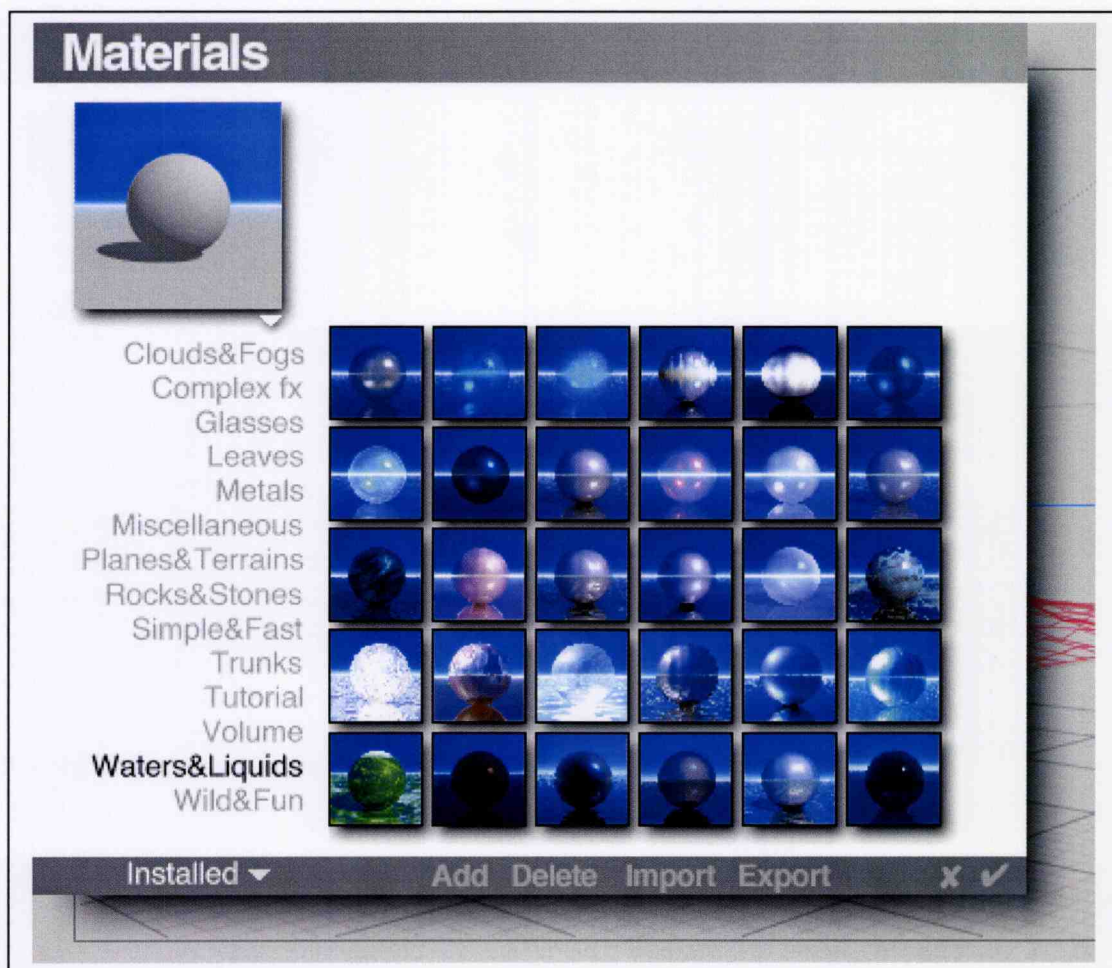 Materials
Clouds&Fogs
Complex fx
Glasses
Leaves
Metals
Miscellaneous
Planes&Terrains
Rocks&Stones
Simple&Fast
Trunks
Tutorial
Volume
Waters&Liquids
Wild&Fun
Installed Add Delete Import Export